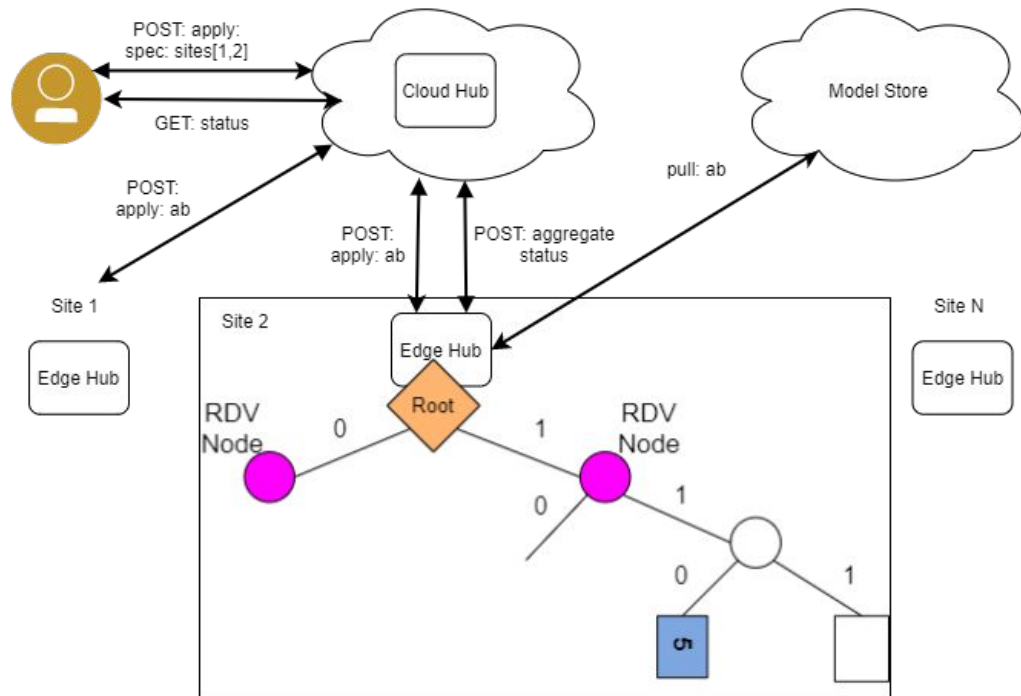 POST: apply:
spec: sites[1,2]
GET: status
Cloud Hub
Model Store
POST:
apply: ab
POST:
apply: ab
POST: aggregate
status
pull: ab
Site 1
Edge Hub
Site 2
Edge Hub
Site N
Edge Hub
Root
RDV
Node
0
1
RDV
Node
0
1
0
1
5